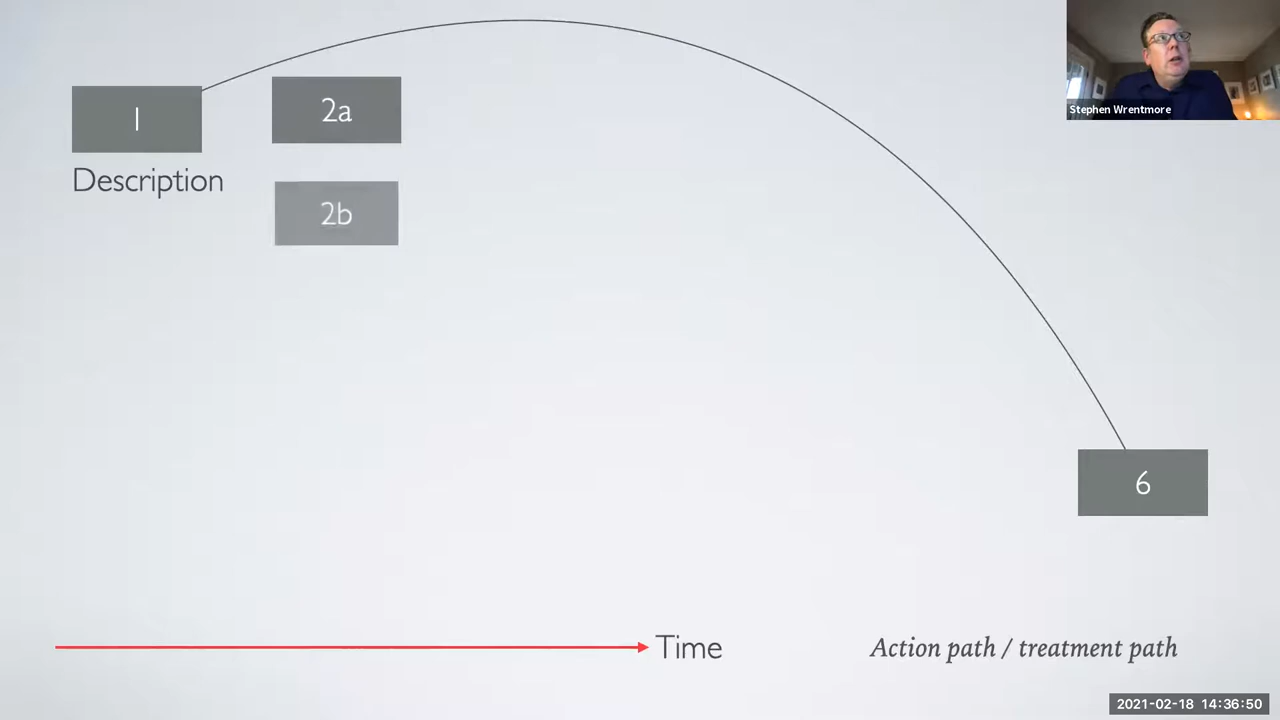 1
2a
Stephen Wrentmore
Description
2b
6
Time
Action path / treatment path
2021-02-18 14:36:50